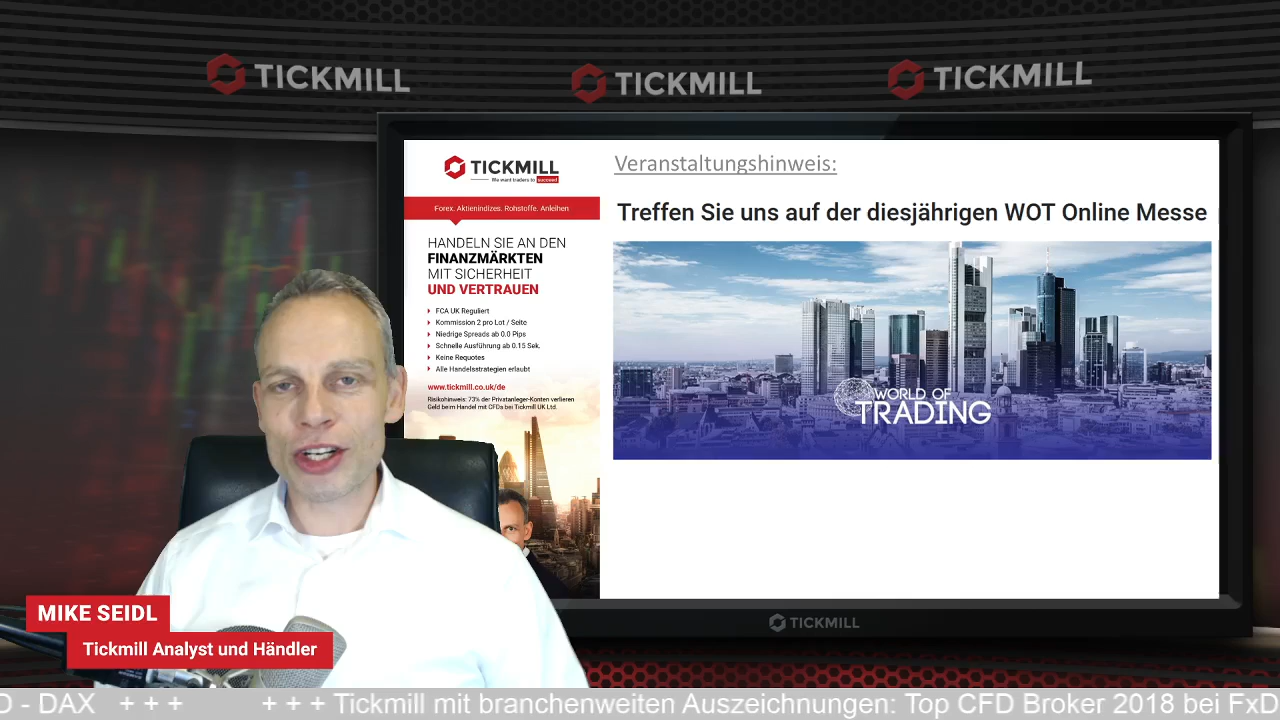 TICKMILL
TICKMILL
TICKMILL
TICKMILL
We want traders to succeed
Forex. Aktienindizes. Rohstoffe. Anleihen
HANDELN SIE AN DEN
FINANZMÄRKTEN
MIT SICHERHEIT
UND VERTRAUEN
FCA UK Reguliert
Kommission 2 pro Lot / Seite
Niedrige Spreads ab 0.0 Pips
Schnelle Ausführung ab 0.15 Sek.
Keine Requotes
Alle Handelsstrategien erlaubt
www.tickmill.co.uk/de
Risikohinweis: 73% der Privatanleger-Konten verlieren
Geld beim Handel mit CFDs bei Tickmill UK Ltd.
Veranstaltungshinweis:
Treffen Sie uns auf der diesjährigen WOT Online Messe
WORLD OF
TRADING
TICKMILL
MIKE SEIDL
Tickmill Analyst und Händler
D - DAX + + + + + + Tickmill mit branchenweiten Auszeichnungen: Top CFD Broker 2018 bei FxD